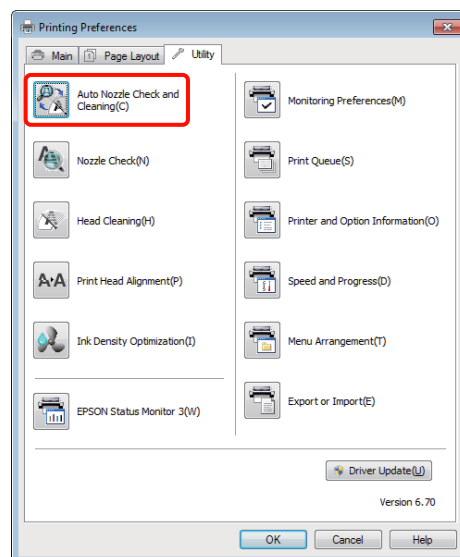 Printing Preferences
Main
Page Layout
Utility
Auto Nozzle Check and
Cleaning(C)
Nozzle Check(N)
Head Cleaning(H)
Print Head Alignment(P)
Ink Density Optimization(I)
EPSON Status Monitor 3(W)
Monitoring Preferences(M)
Print Queue(S)
Printer and Option Information(O)
Speed and Progress(D)
Menu Arrangement(T)
Export or Import(E)
Driver Update(U)
Version 6.70
OK
Cancel
Help